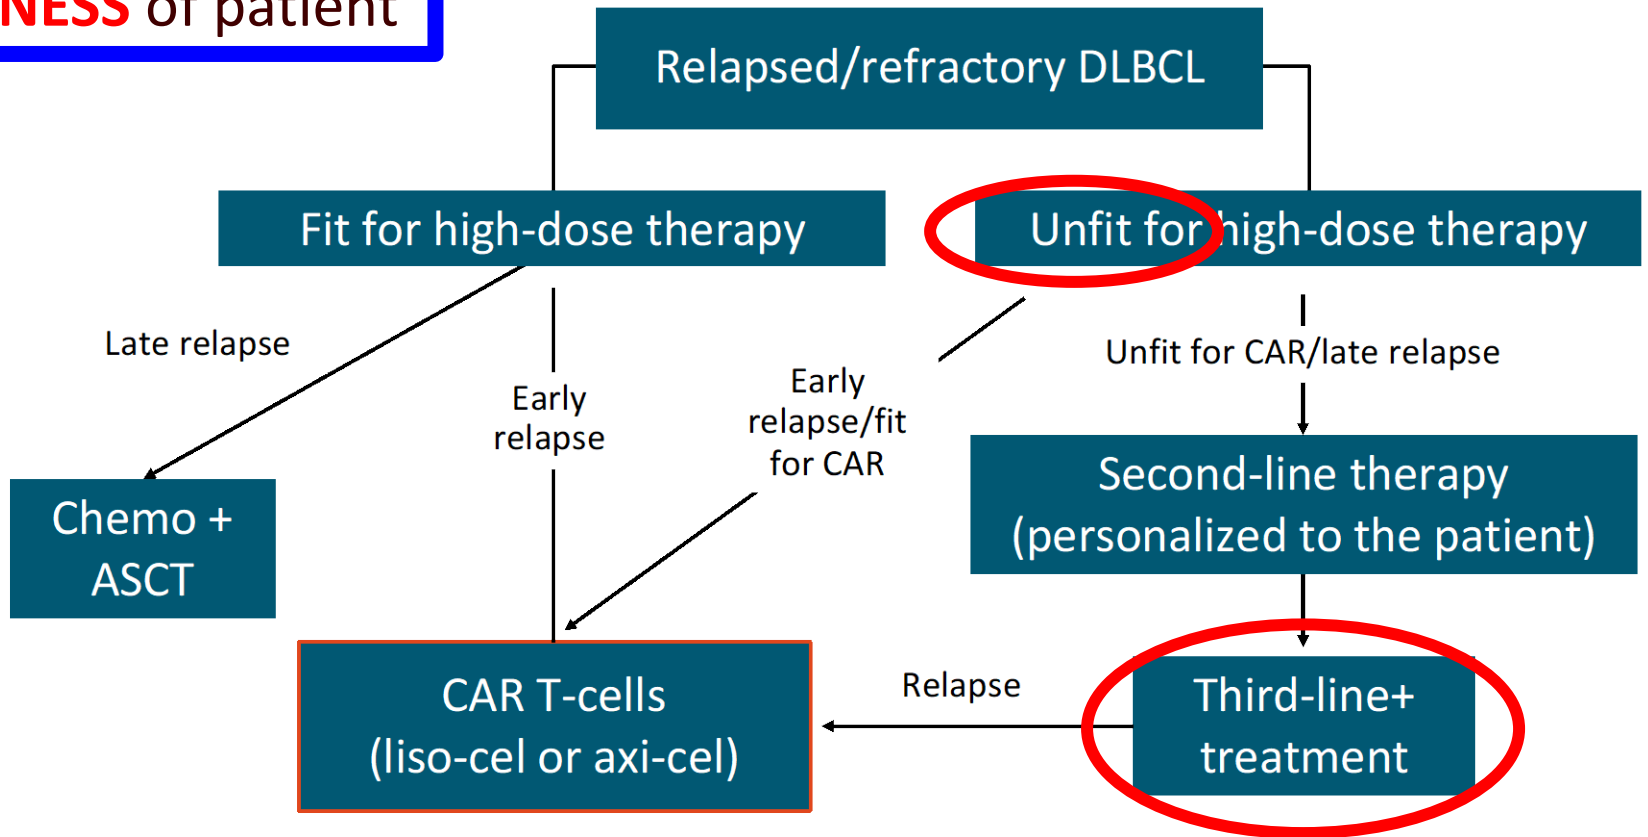 NESS of patient
Relapsed/refractory DLBCL
Fit for high-dose therapy
Unfit for high-dose therapy
Late relapse
Early
relapse
Early
relapse/fit
for CAR
Unfit for CAR/late relapse
Chemo +
ASCT
Second-line therapy
(personalized to the patient)
CAR T-cells
(liso-cel or axi-cel)
Relapse
Third-line+
treatment